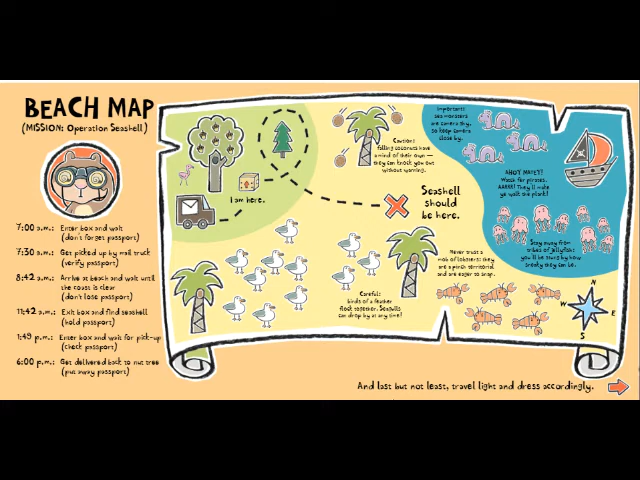 BEACH MAP
(MISSION: Operation Seashell)
7:00 a.m.: Enter box and wait
(don't forget passport)
7:30 a.m.: Get picked up by mail truck
(verify passport)
8:42 a.m.: Arrive at beach and wait until
the coast is clear
(don't lose passport)
11:42 a.m.: Exit box and find seashell
(hold passport)
1:49 p.m.: Enter box and wait for pick-up
(check passport)
6:00 p.m.: Get delivered back to nut tree
(put away passport)
I am here.
Caution:
falling coconuts have
a mind of their own —
they can knock you out
without warning.
Seashell
should
be here.
Important:
sea monsters
are camera shy,
so keep camera
close by.
AHOY MATEY!
Watch for pirates.
AARRR! They'll make
ye walk the plank!
Stay away from
tribes of jellyfish;
you'll be stung by how
cranky they can be.
Never trust a
mob of lobsters: they
are a pinch territorial
and are eager to snap.
Careful:
birds of a feather
flock together. Seagulls
can drop by at any time!
N
W
E
S
And last but not least, travel light and dress accordingly.